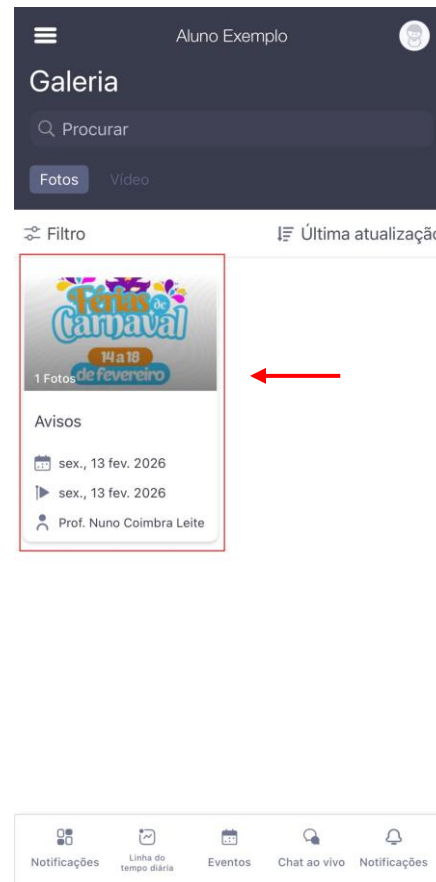 Aluno Exemplo
Galeria
Procurar
Fotos Vídeo
Filtro Última atualização
Férias de
Carnaval
14 a 18
de fevereiro
1 Fotos
Avisos
sex., 13 fev. 2026
sex., 13 fev. 2026
Prof. Nuno Coimbra Leite
Notificações Linha do tempo diária Eventos Chat ao vivo Notificações